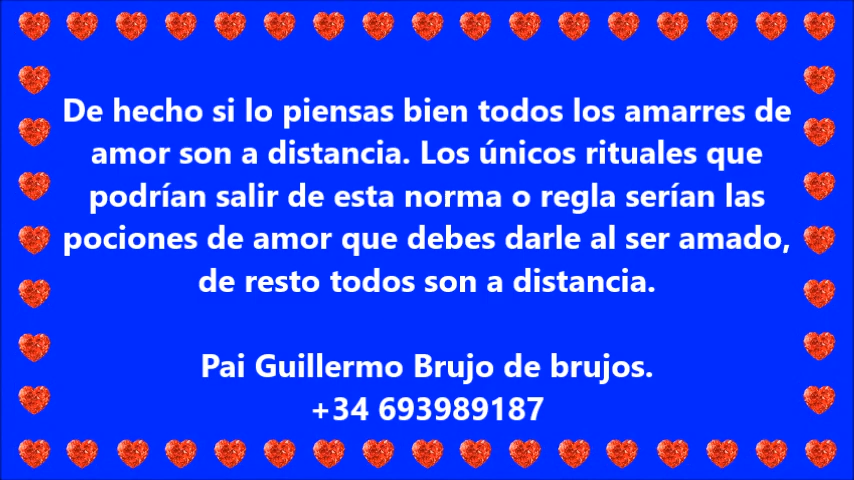 De hecho si lo piensas bien todos los amarres de
amor son a distancia. Los únicos rituales que
podrían salir de esta norma o regla serían las
pociones de amor que debes darle al ser amado,
de resto todos son a distancia.
Pai Guillermo Brujo de brujos.
+34 693989187